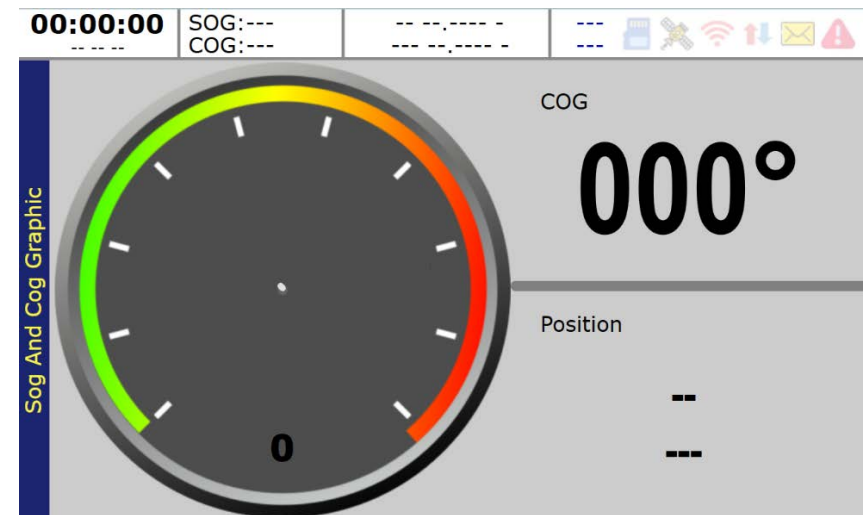 00:00:00
-- -- --
SOG:---
COG:---
-- --.---- -
--- --.---- -
---
---
Sog And Cog Graphic
0
COG
000°
Position
--
---